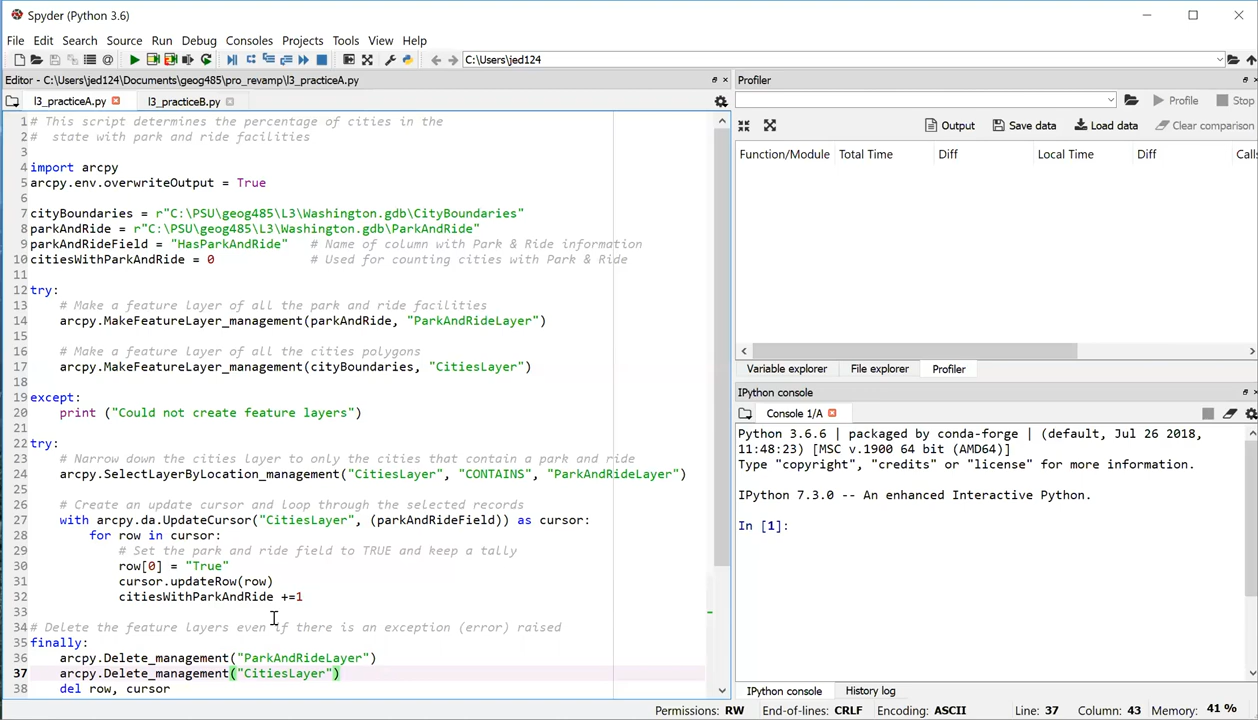 Spyder (Python 3.6)
File Edit Search Source Run Debug Consoles Projects Tools View Help
C:\Users\jed124
Editor - C:\Users\jed124\Documents\geog485\pro_revamp\l3_practiceA.py
l3_practiceA.py
l3_practiceB.py
1 # This script determines the percentage of cities in the
2 #  state with park and ride facilities
3
4 import arcpy
5 arcpy.env.overwriteOutput = True
6
7 cityBoundaries = r"C:\PSU\geog485\L3\Washington.gdb\CityBoundaries"
8 parkAndRide = r"C:\PSU\geog485\L3\Washington.gdb\ParkAndRide"
9 parkAndRideField = "HasParkAndRide"   # Name of column with Park & Ride information
10 citiesWithParkAndRide = 0             # Used for counting cities with Park & Ride
11
12 try:
13     # Make a feature layer of all the park and ride facilities
14     arcpy.MakeFeatureLayer_management(parkAndRide, "ParkAndRideLayer")
15
16     # Make a feature layer of all the cities polygons
17     arcpy.MakeFeatureLayer_management(cityBoundaries, "CitiesLayer")
18
19 except:
20     print ("Could not create feature layers")
21
22 try:
23     # Narrow down the cities layer to only the cities that contain a park and ride
24     arcpy.SelectLayerByLocation_management("CitiesLayer", "CONTAINS", "ParkAndRideLayer")
25
26     # Create an update cursor and loop through the selected records
27     with arcpy.da.UpdateCursor("CitiesLayer", (parkAndRideField)) as cursor:
28         for row in cursor:
29             # Set the park and ride field to TRUE and keep a tally
30             row[0] = "True"
31             cursor.updateRow(row)
32             citiesWithParkAndRide +=1
33
34 # Delete the feature layers even if there is an exception (error) raised
35 finally:
36     arcpy.Delete_management("ParkAndRideLayer")
37     arcpy.Delete_management("CitiesLayer")
38     del row, cursor
Profiler
Profile
Stop
Output Save data Load data Clear comparison
Function/Module Total Time Diff Local Time Diff Calls
Variable explorer File explorer Profiler
IPython console
Console 1/A
Python 3.6.6 | packaged by conda-forge | (default, Jul 26 2018,
11:48:23) [MSC v.1900 64 bit (AMD64)]
Type "copyright", "credits" or "license" for more information.
IPython 7.3.0 -- An enhanced Interactive Python.
In [1]:
IPython console History log
Permissions: RW End-of-lines: CRLF Encoding: ASCII Line: 37 Column: 43 Memory: 41 %